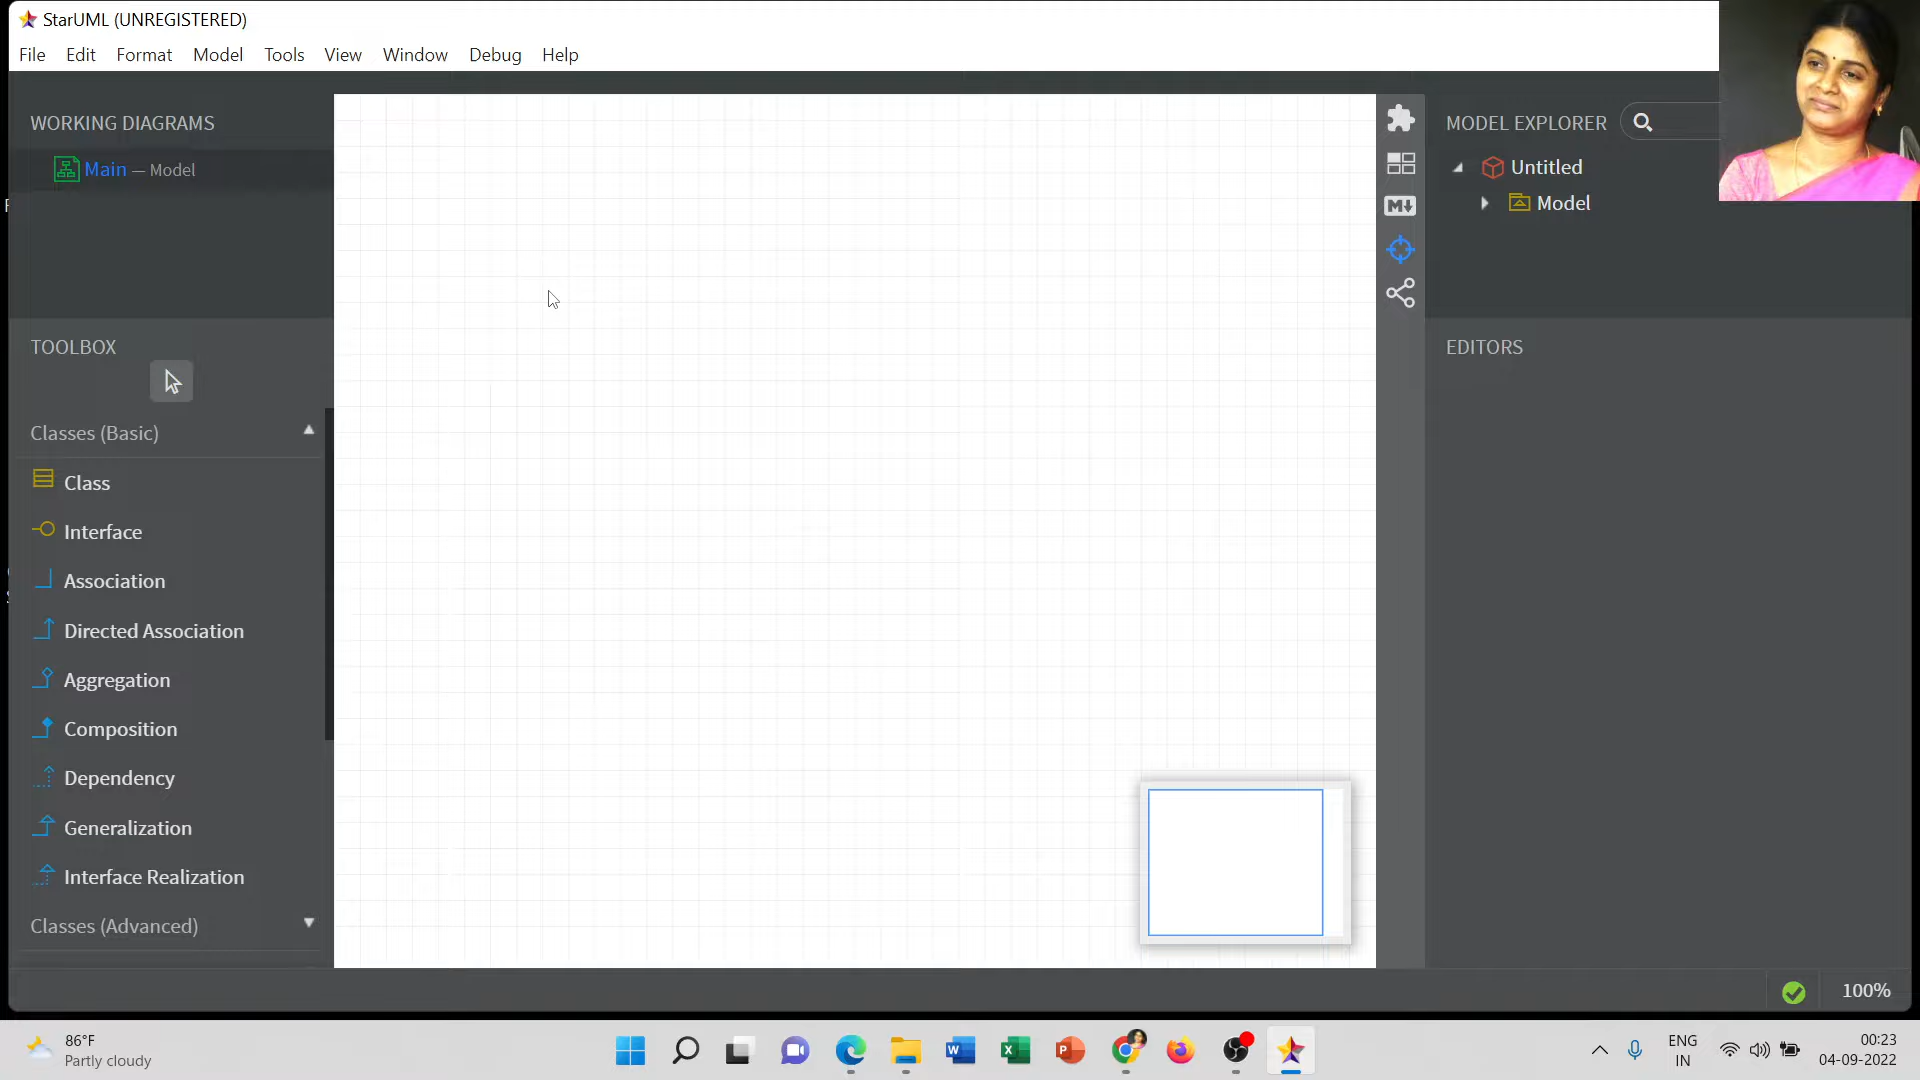 StarUML (UNREGISTERED)
File Edit Format Model Tools View Window Debug Help
WORKING DIAGRAMS
Main — Model
TOOLBOX
Classes (Basic)
Class
Interface
Association
Directed Association
Aggregation
Composition
Dependency
Generalization
Interface Realization
Classes (Advanced)
MODEL EXPLORER
Untitled
Model
EDITORS
100%
86°F
Partly cloudy
ENG
IN
00:23
04-09-2022